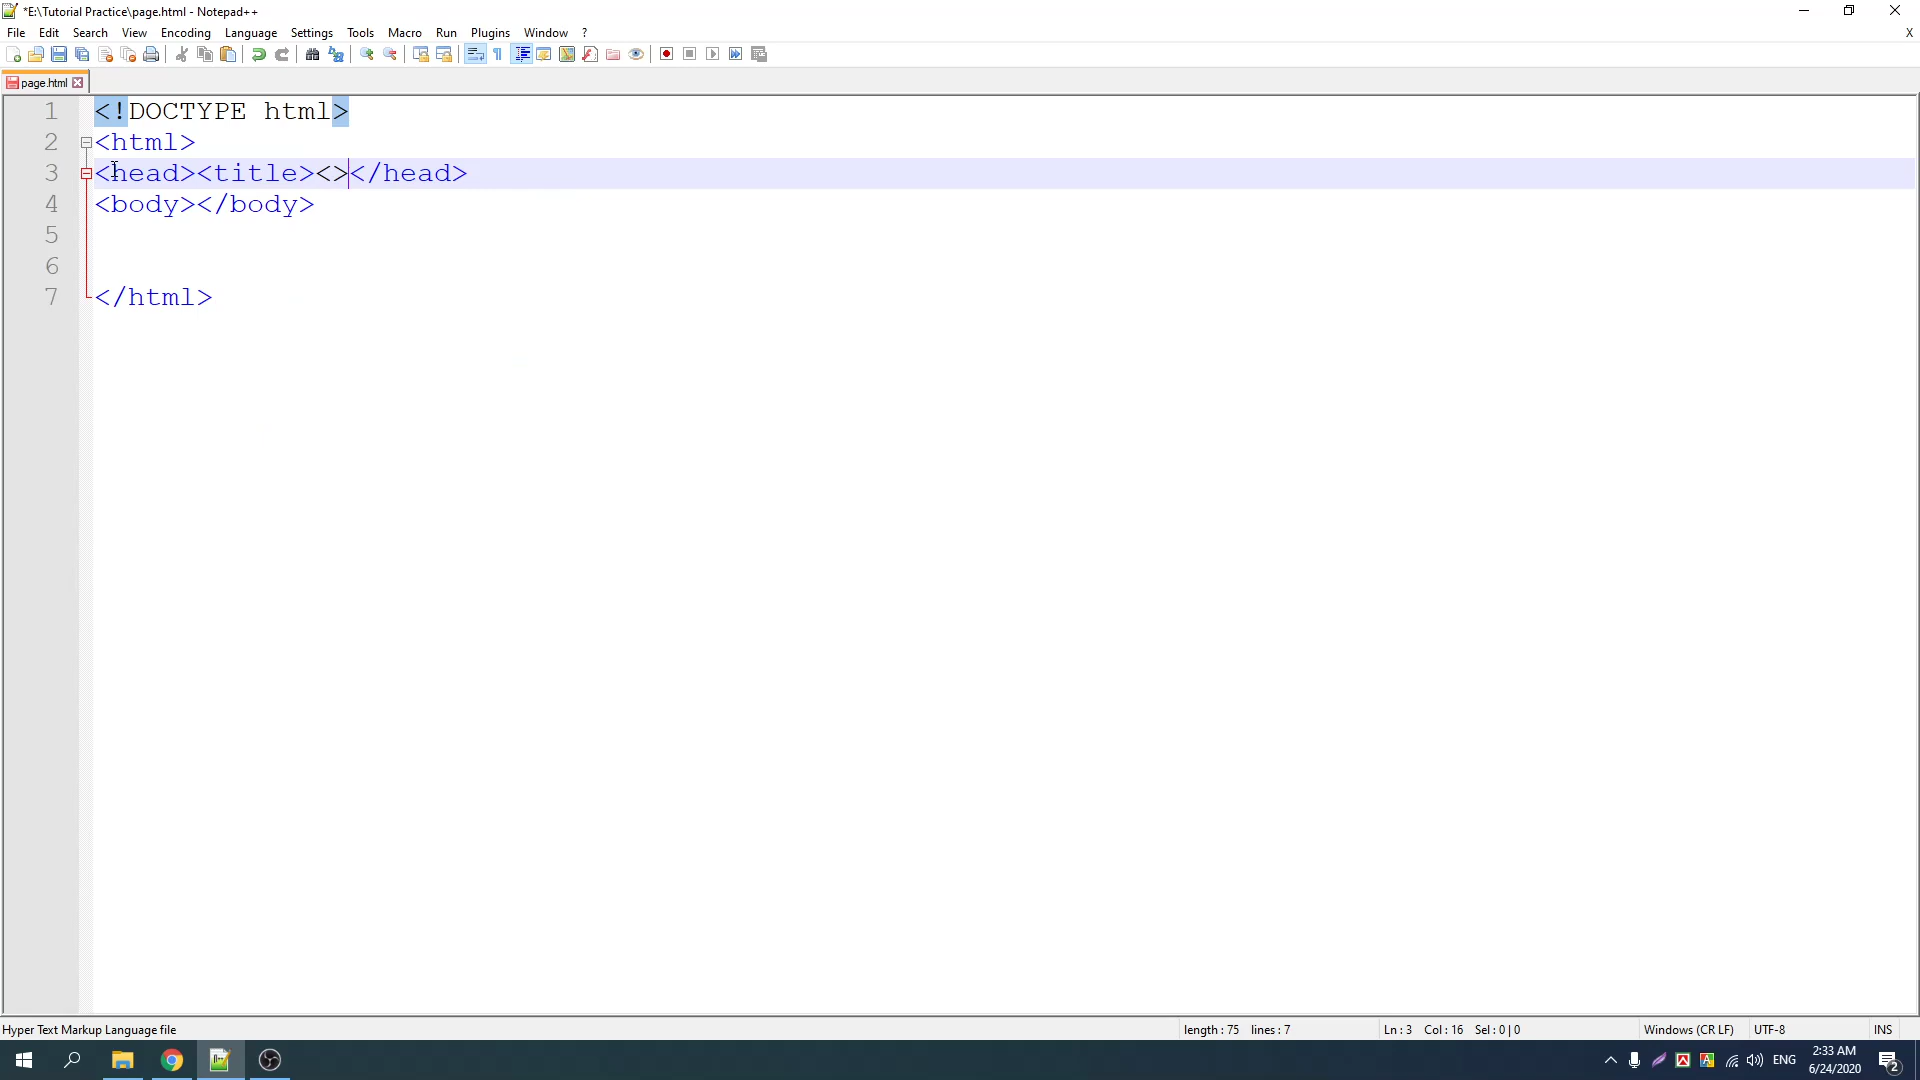 *E:\Tutorial Practice\page.html - Notepad++
File Edit Search View Encoding Language Settings Tools Macro Run Plugins Window ? X
page.html
1 <!DOCTYPE html>
2 <html>
3 <head><title><></head>
4 <body></body>
5
6
7 </html>
Hyper Text Markup Language file length : 75 lines : 7 Ln : 3 Col : 16 Sel : 0 | 0 Windows (CR LF) UTF-8 INS
ENG 2:33 AM
6/24/2020 2